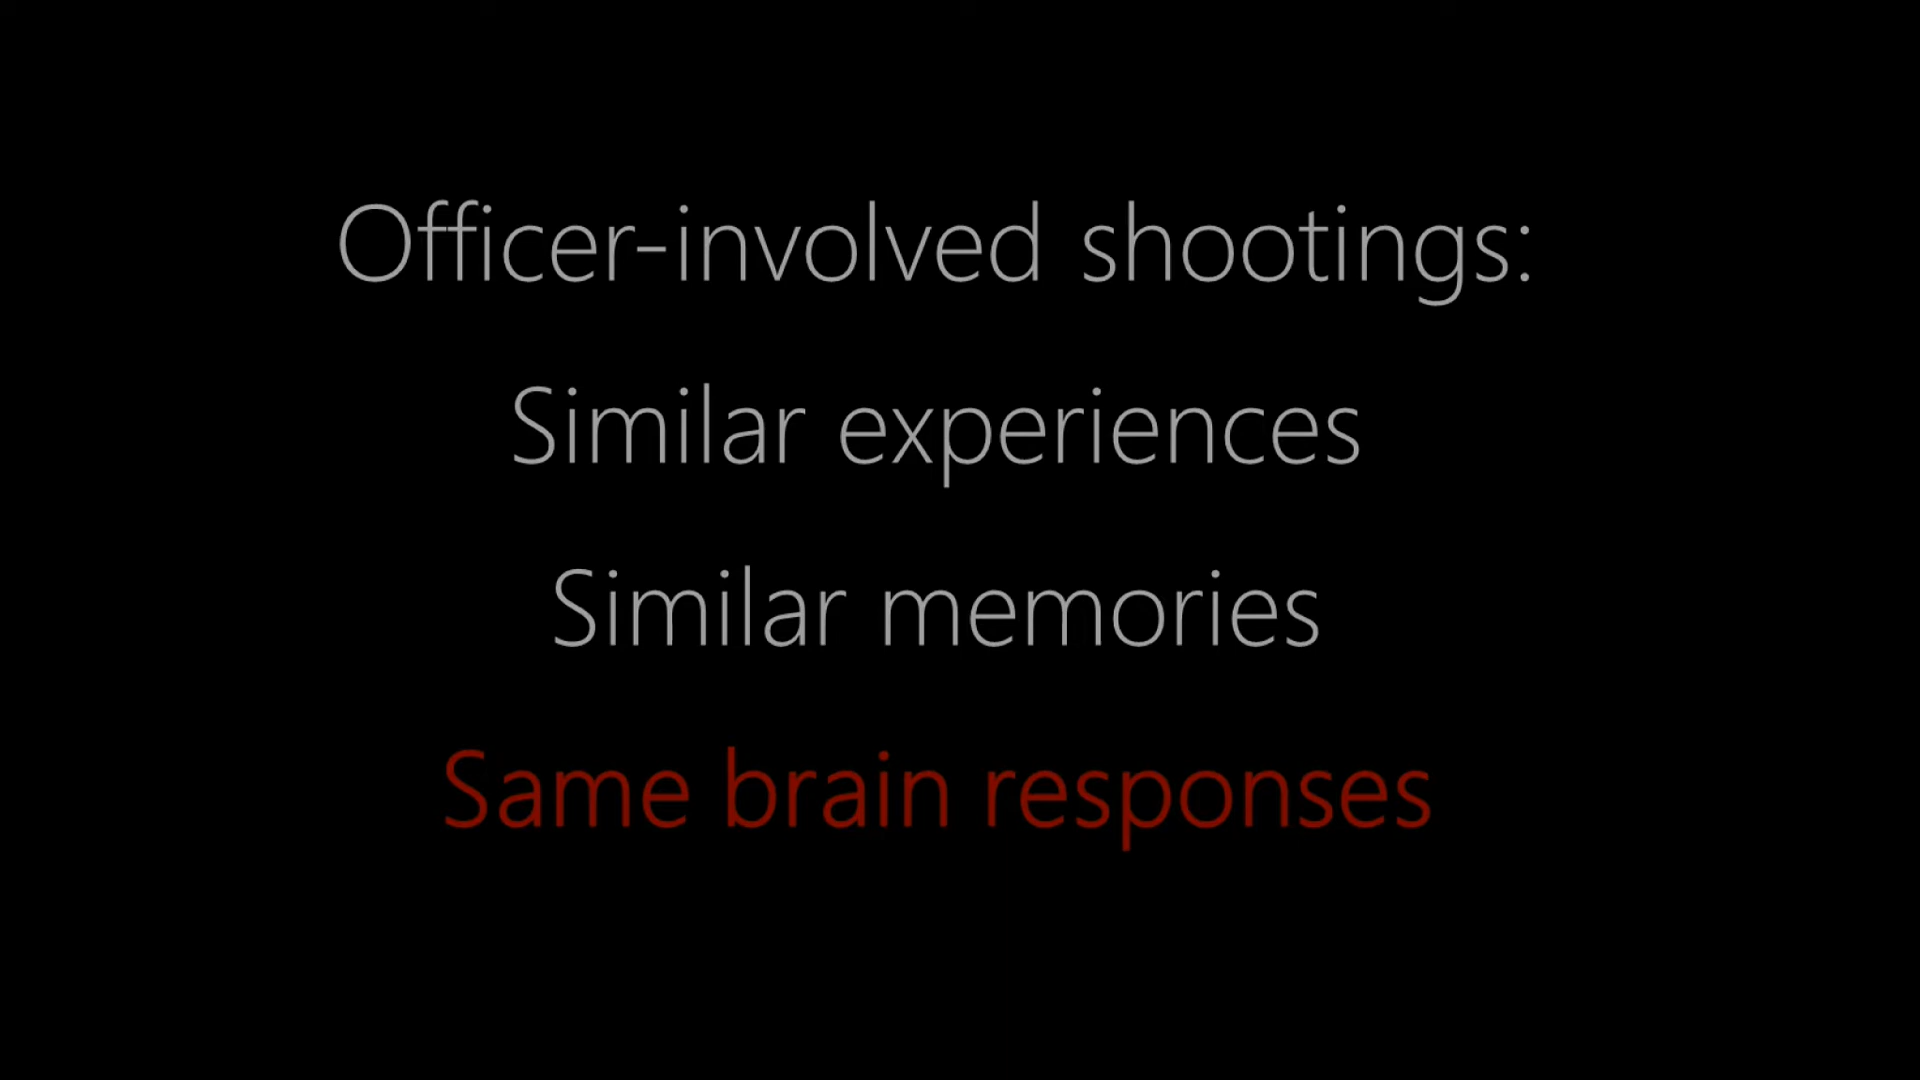 Officer-involved shootings:
Similar experiences
Similar memories
Same brain responses